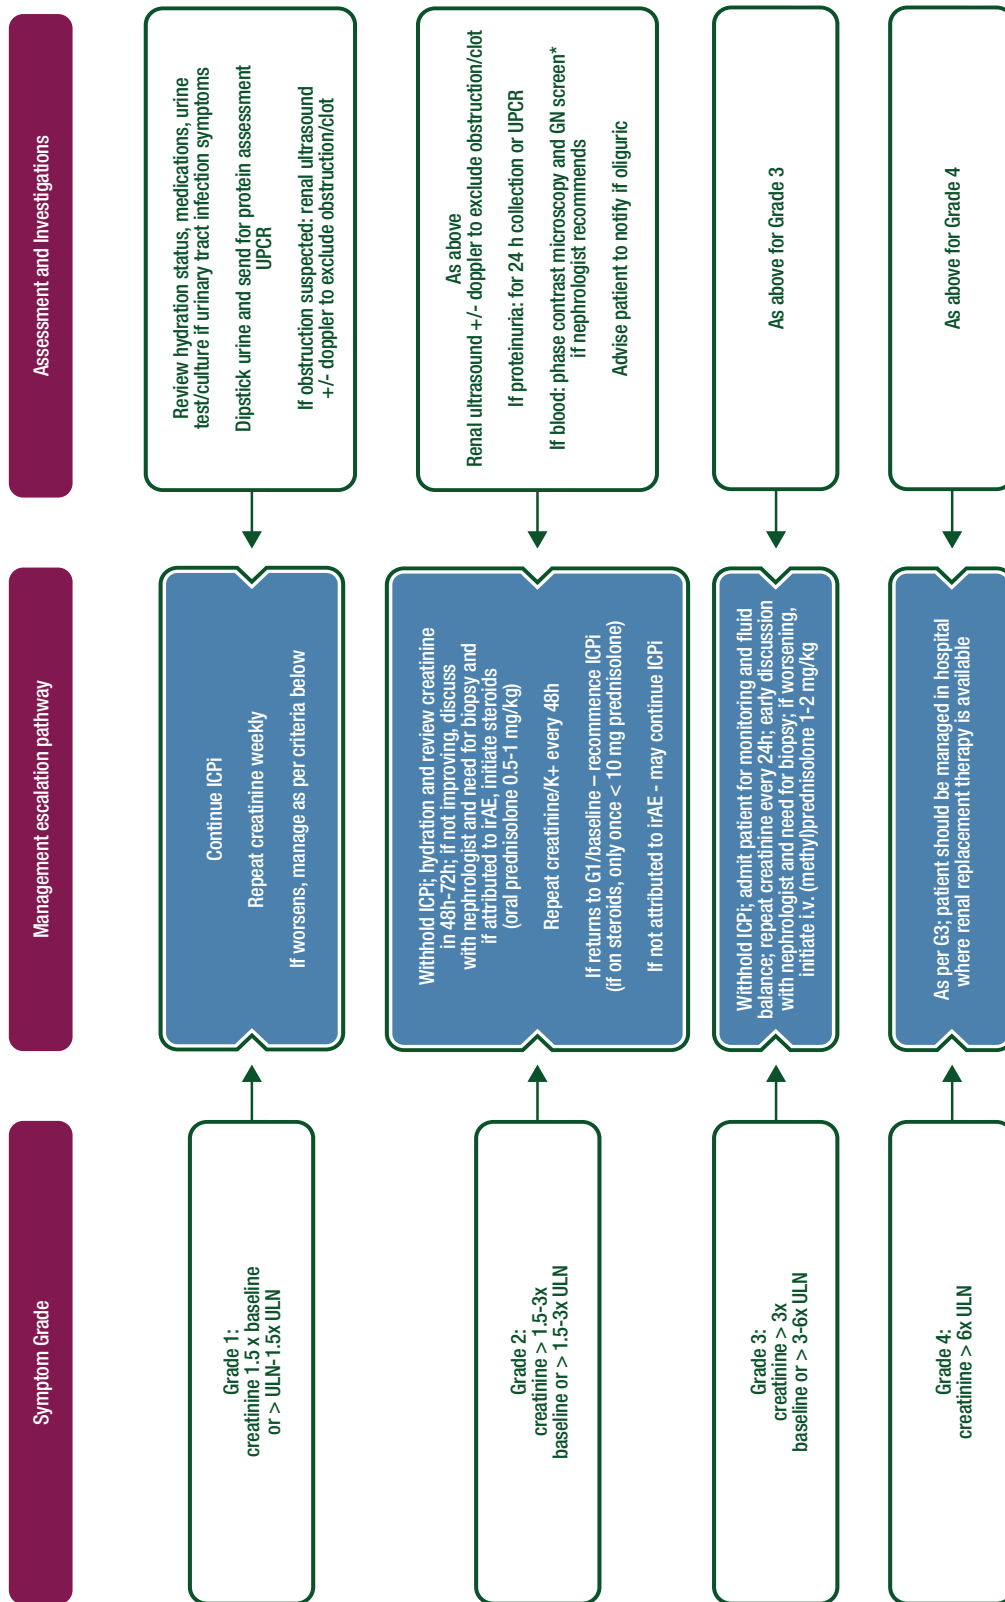 Symptom Grade
Management escalation pathway
Assessment and Investigations
Grade 1:
creatinine 1.5 x baseline
or > ULN-1.5x ULN
Continue ICPi
Repeat creatinine weekly
If worsens, manage as per criteria below
Review hydration status, medications, urine
test/culture if urinary tract infection symptoms
Dipstick urine and send for protein assessment
UPCR
If obstruction suspected: renal ultrasound
+/- doppler to exclude obstruction/clot
Grade 2:
creatinine > 1.5-3x
baseline or > 1.5-3x ULN
Withhold ICPi; hydration and review creatinine
in 48h-72h; if not improving, discuss
with nephrologist and need for biopsy and
if attributed to irAE, initiate steroids
(oral prednisolone 0.5-1 mg/kg)
Repeat creatinine/K+ every 48h
If returns to G1/baseline – recommence ICPi
(if on steroids, only once < 10 mg prednisolone)
If not attributed to irAE - may continue ICPi
As above
Renal ultrasound +/- doppler to exclude obstruction/clot
If proteinuria: for 24 h collection or UPCR
If blood: phase contrast microscopy and GN screen*
if nephrologist recommends
Advise patient to notify if oliguric
Grade 3:
creatinine > 3x
baseline or > 3-6x ULN
Withhold ICPi; admit patient for monitoring and fluid
balance; repeat creatinine every 24h; early discussion
with nephrologist and need for biopsy; if worsening,
initiate i.v. (methyl)prednisolone 1-2 mg/kg
As above for Grade 3
Grade 4:
creatinine > 6x ULN
As per G3; patient should be managed in hospital
where renal replacement therapy is available
As above for Grade 4